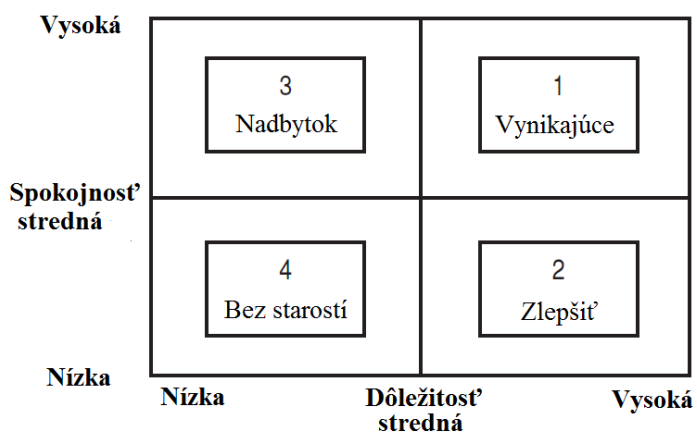 Vysoká
3
Nadbytok
1
Vynikajúce
Spokojnosť
stredná
4
Bez starostí
2
Zlepšiť
Nízka
Nízka
Dôležitosť
stredná
Vysoká